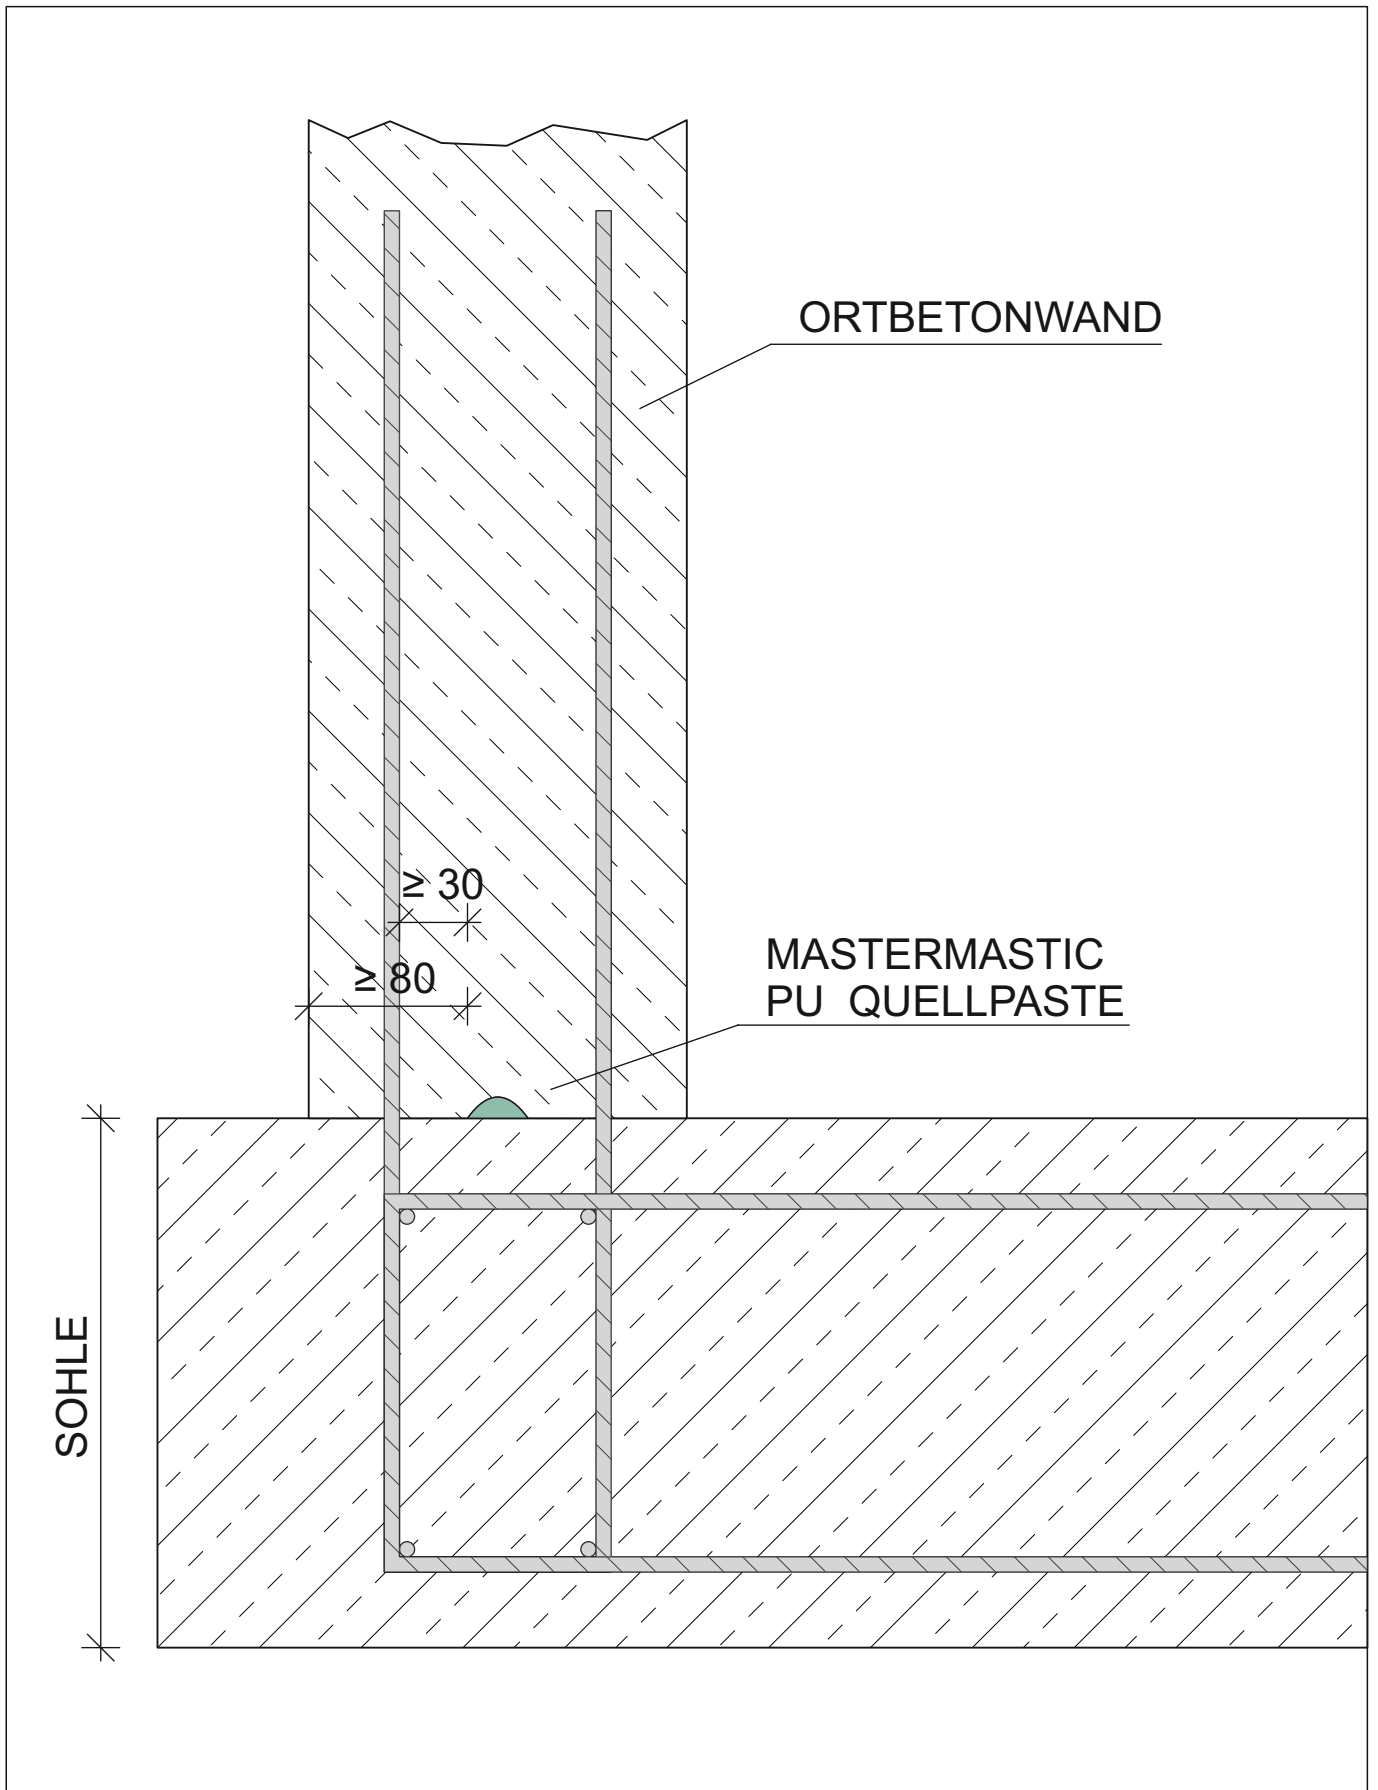 ORTBETONWAND
≥ 30
MASTERMASTIC
PU QUELLPASTE
≥ 80
SOHLE